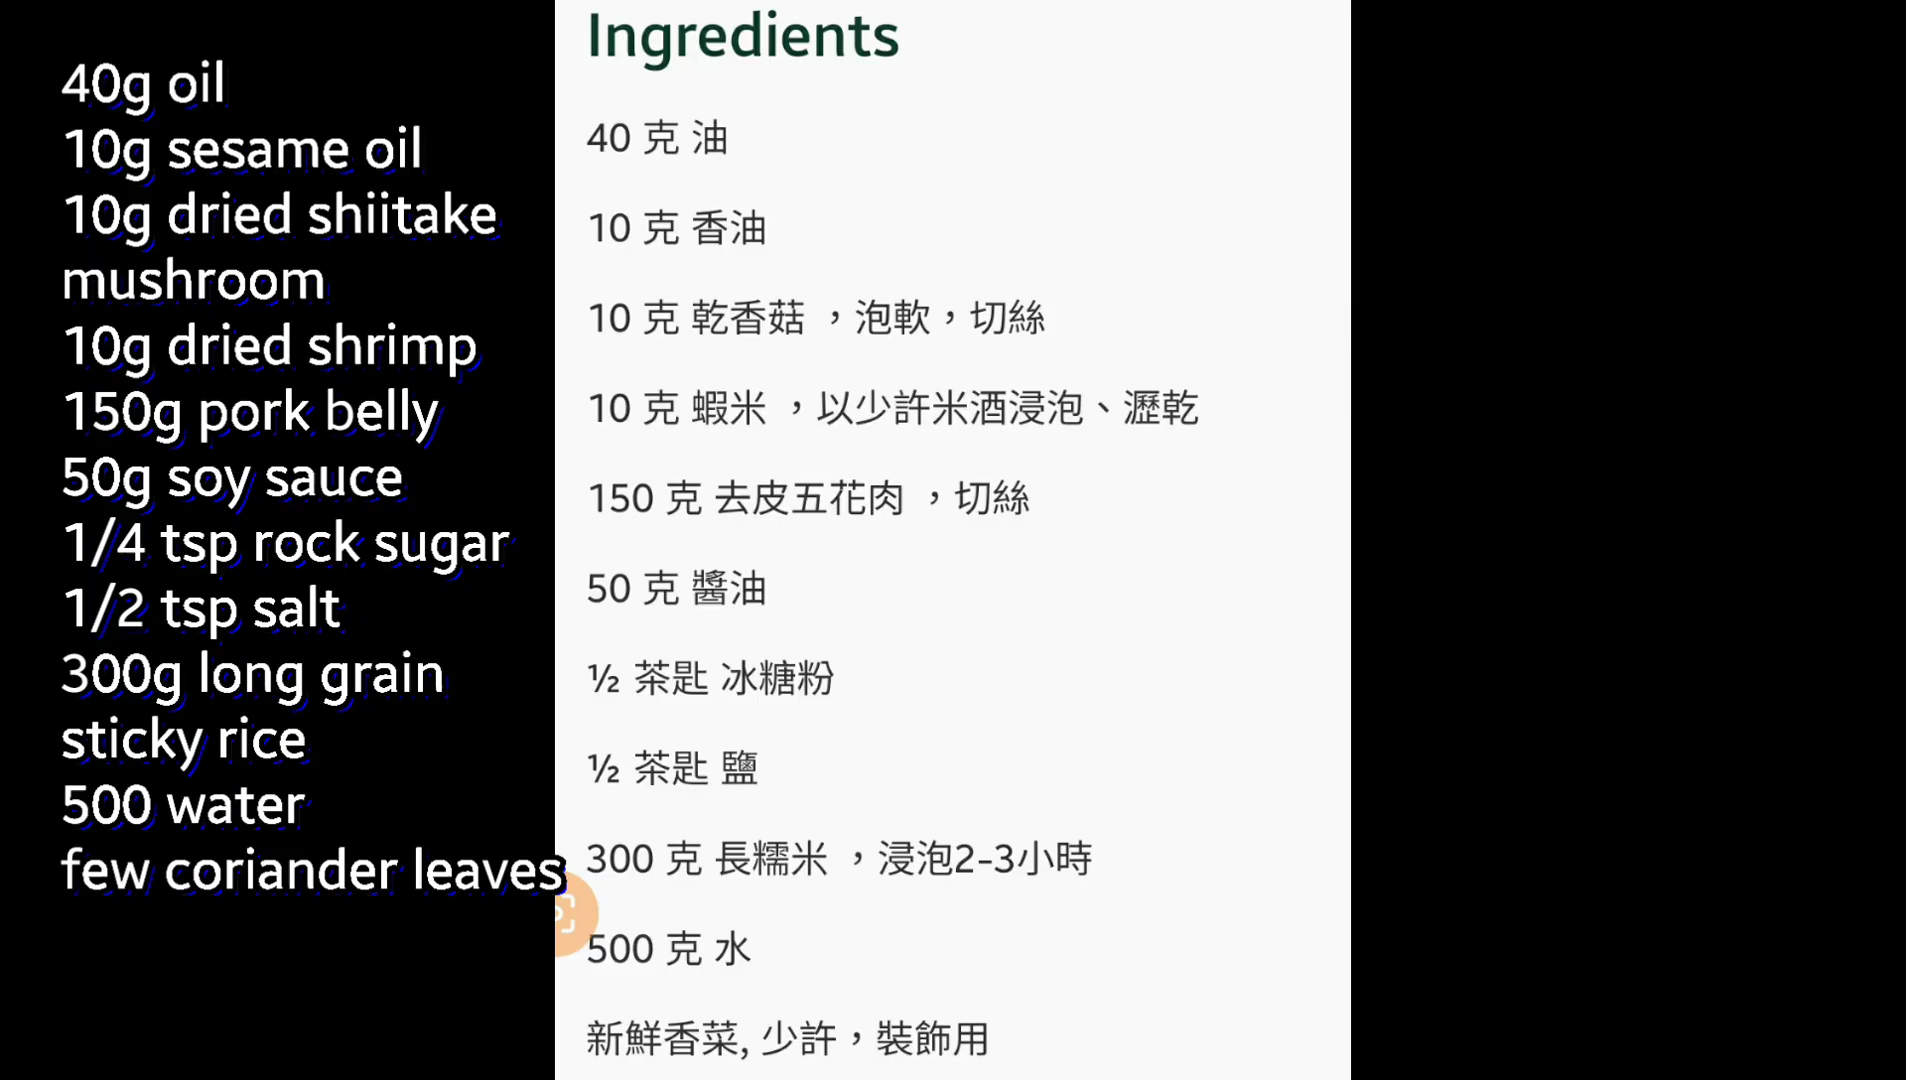 40g oil
10g sesame oil
10g dried shiitake
mushroom
10g dried shrimp
150g pork belly
50g soy sauce
1/4 tsp rock sugar
1/2 tsp salt
300g long grain
sticky rice
500 water
few coriander leaves
Ingredients
40 克 油
10 克 香油
10 克 乾香菇 ，泡軟，切絲
10 克 蝦米 ，以少許米酒浸泡、瀝乾
150 克 去皮五花肉 ，切絲
50 克 醬油
½ 茶匙 冰糖粉
½ 茶匙 鹽
300 克 長糯米 ，浸泡2-3小時
500 克 水
新鮮香菜, 少許，裝飾用